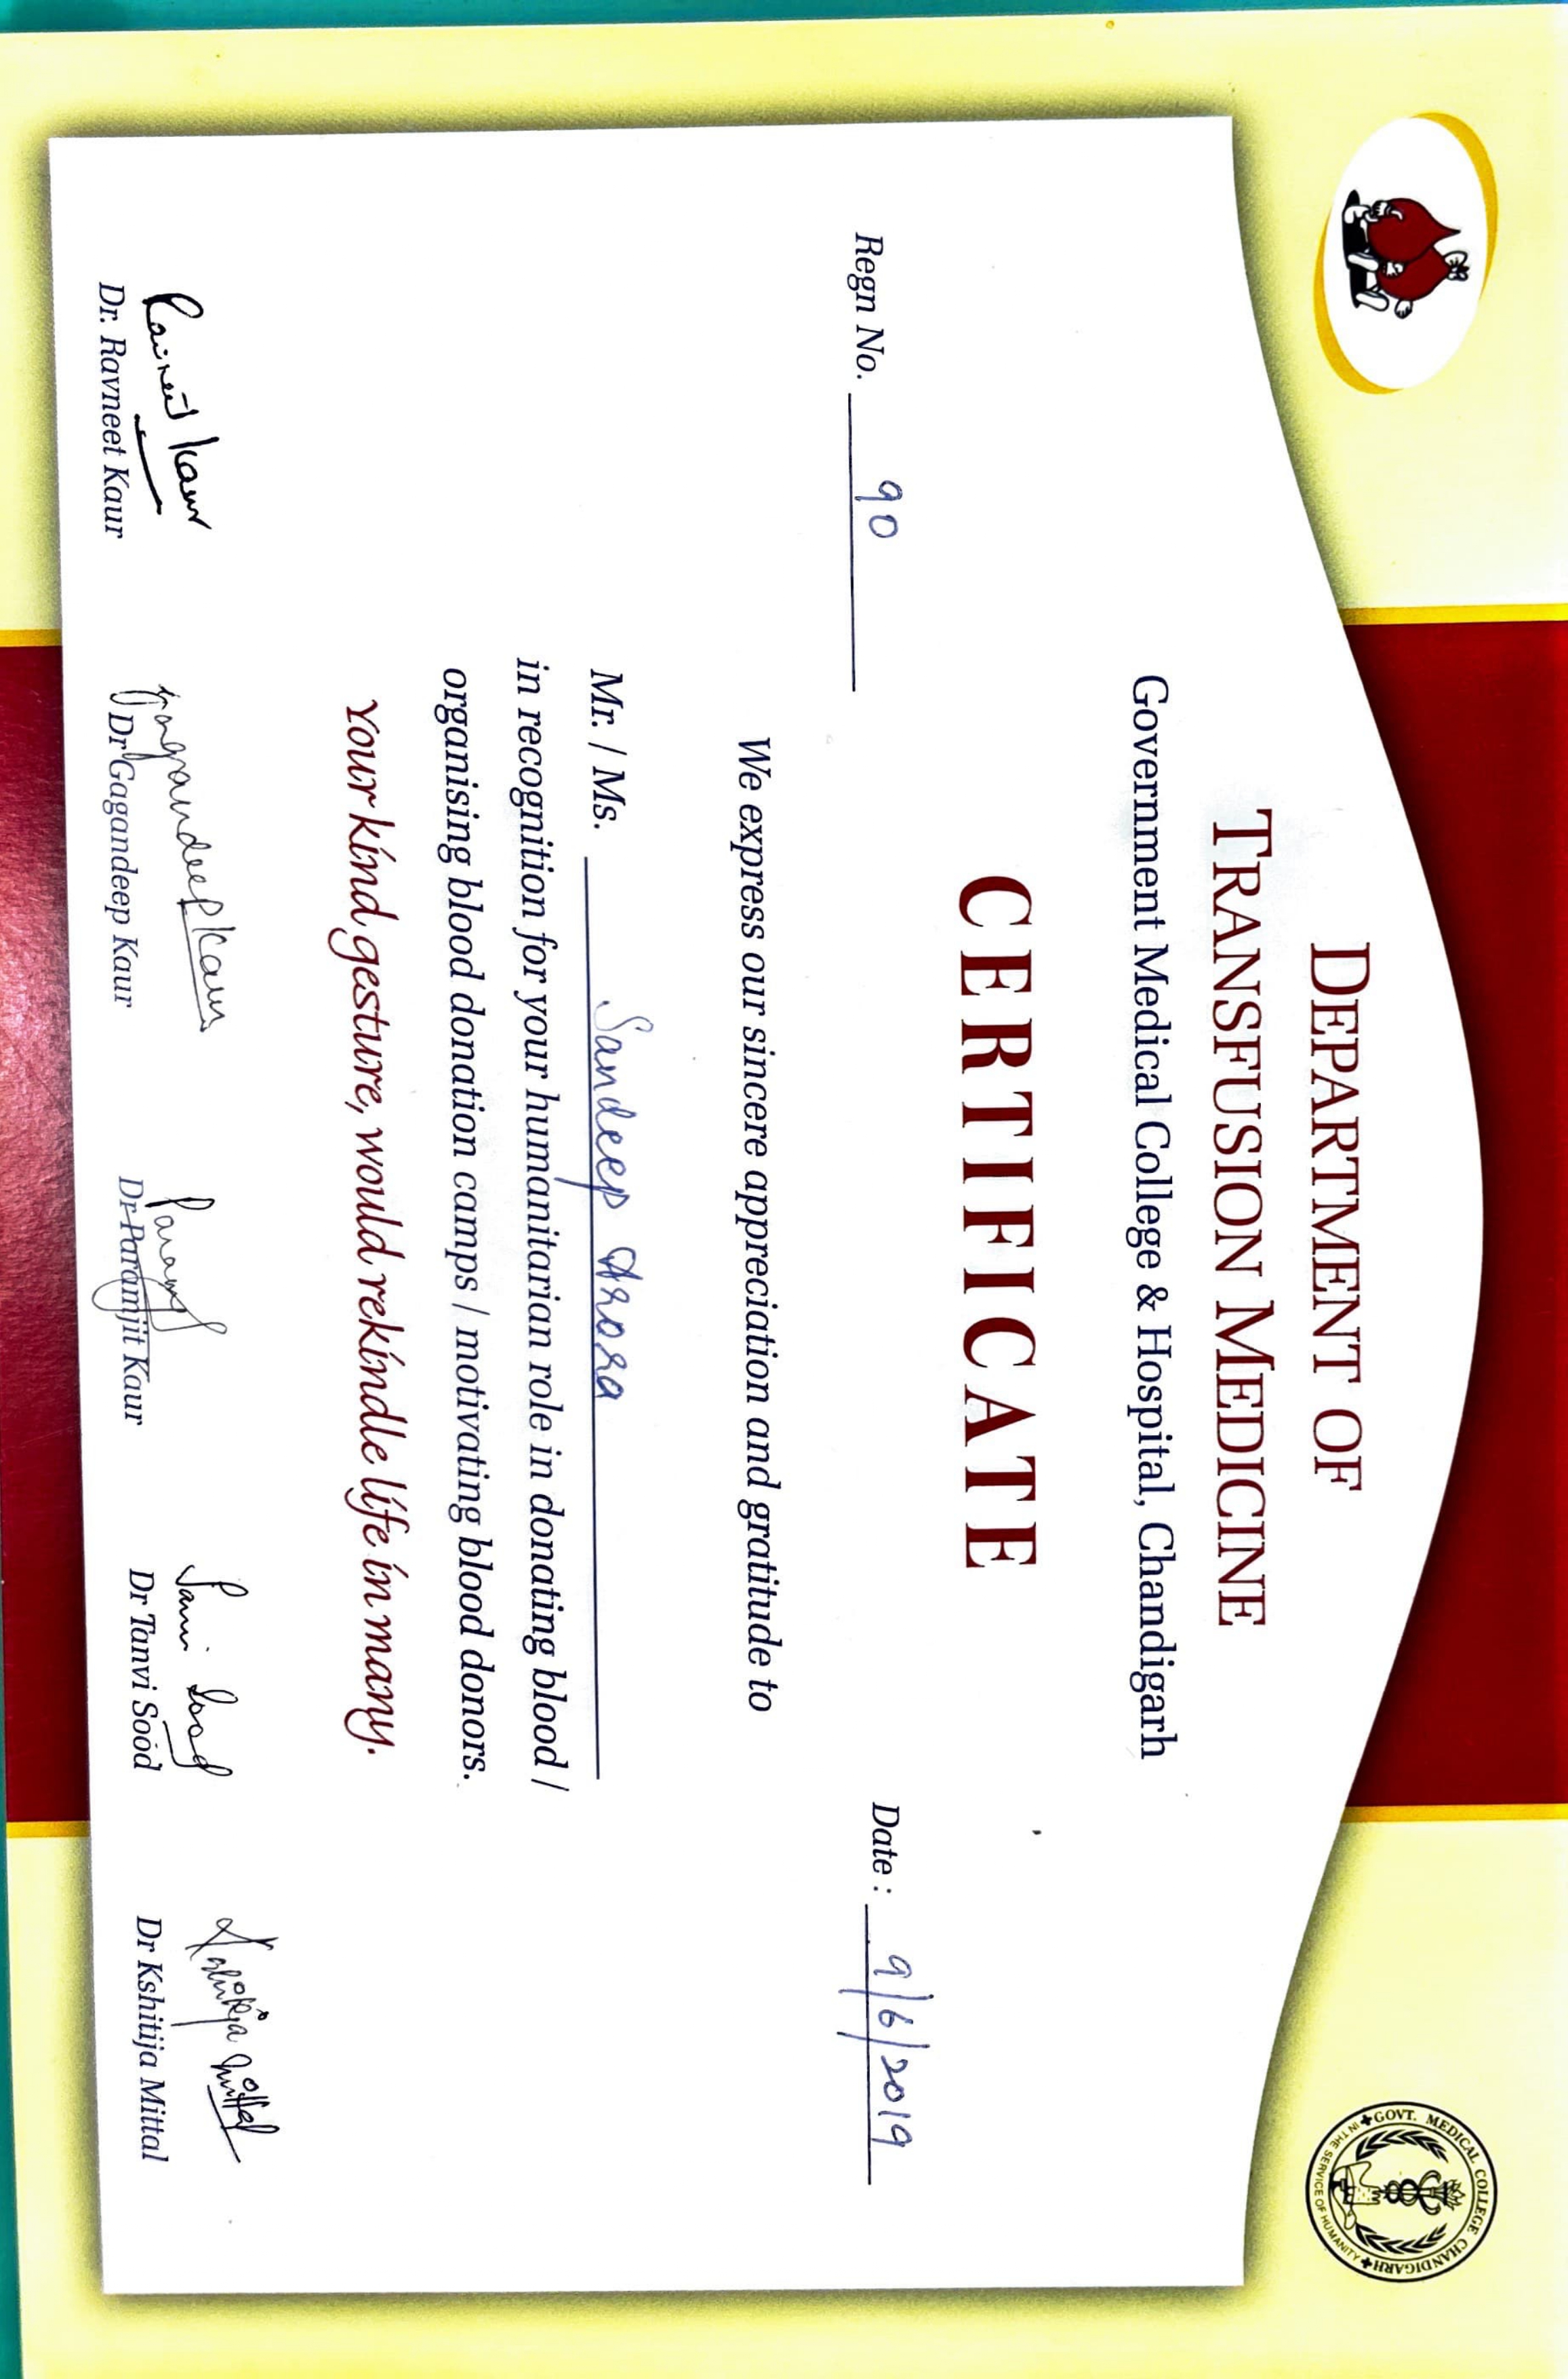 DEPARTMENT OF
TRANSFUSION MEDICINE
Government Medical College & Hospital, Chandigarh
CERTIFICATE
Regn No. 90
Date : 9/6/2019
We express our sincere appreciation and gratitude to
Mr. / Ms. Sandeep Arora
in recognition for your humanitarian role in donating blood /
organising blood donation camps / motivating blood donors.
Your kind gesture, would rekindle life in many.
Ravneet Kaur
Gagandeep Kaur
Tanvi Sood
Kshitija Mittal
Dr. Ravneet Kaur
Dr Gagandeep Kaur
Dr Paramjit Kaur
Dr Tanvi Sood
Dr Kshitija Mittal
GOVT. MEDICAL COLLEGE CHANDIGARH
IN THE SERVICE OF HUMANITY